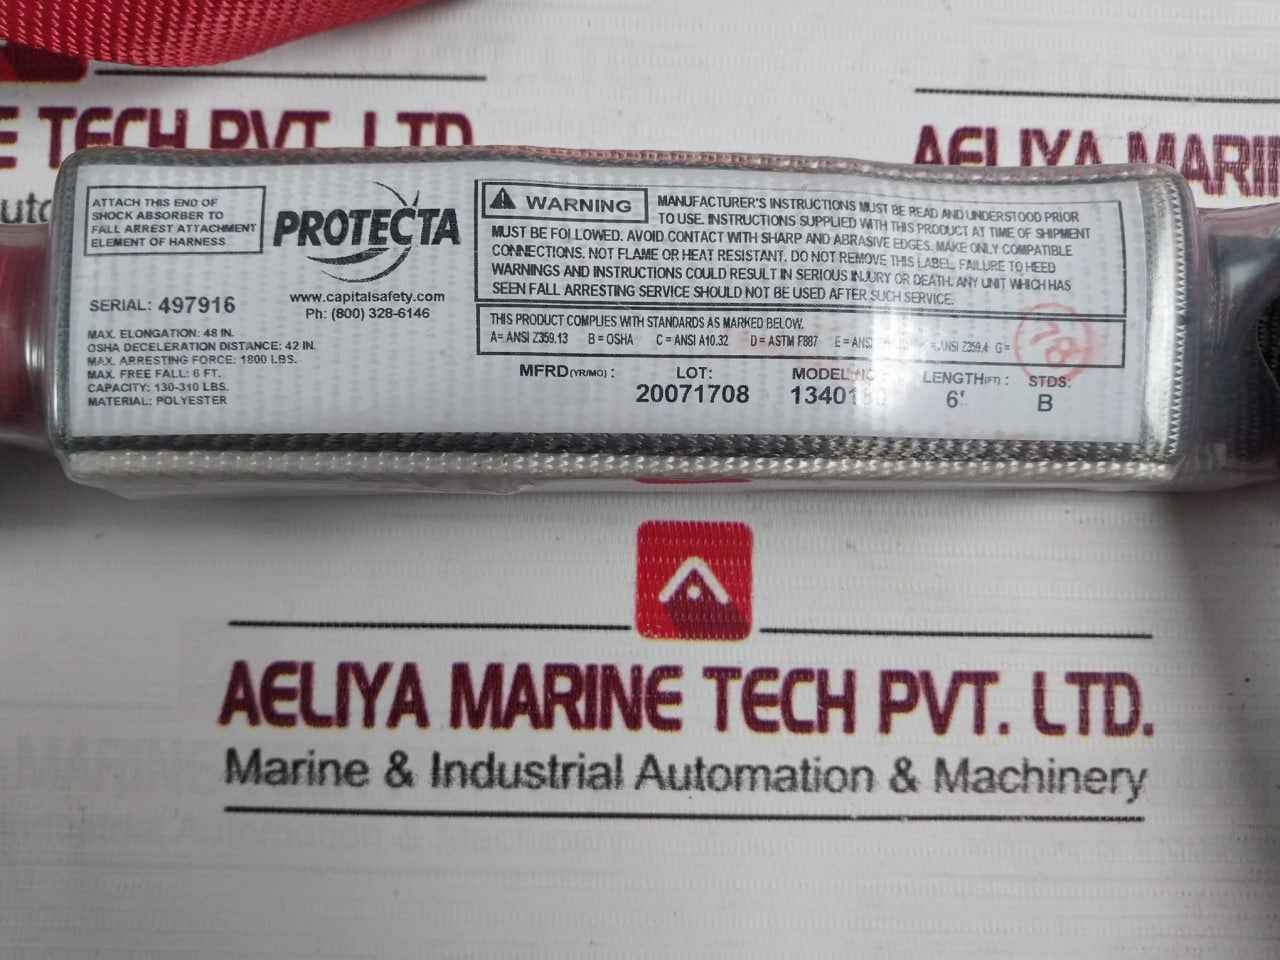 E TECH PVT. LTD.
AELIYA MARIN
ATTACH THIS END OF
SHOCK ABSORBER TO
FALL ARREST ATTACHMENT
ELEMENT OF HARNESS
PROTECTA
www.capitalsafety.com
Ph: (800) 328-6146
SERIAL: 497916
MAX. ELONGATION: 48 IN.
OSHA DECELERATION DISTANCE: 42 IN.
MAX. ARRESTING FORCE: 1800 LBS.
MAX. FREE FALL: 6 FT.
CAPACITY: 130-310 LBS.
MATERIAL: POLYESTER
WARNING
MANUFACTURER'S INSTRUCTIONS MUST BE READ AND UNDERSTOOD PRIOR
TO USE. INSTRUCTIONS SUPPLIED WITH THIS PRODUCT AT TIME OF SHIPMENT
MUST BE FOLLOWED. AVOID CONTACT WITH SHARP AND ABRASIVE EDGES. MAKE ONLY COMPATIBLE
CONNECTIONS. NOT FLAME OR HEAT RESISTANT. DO NOT REMOVE THIS LABEL. FAILURE TO HEED
WARNINGS AND INSTRUCTIONS COULD RESULT IN SERIOUS INJURY OR DEATH. ANY UNIT WHICH HAS
SEEN FALL ARRESTING SERVICE SHOULD NOT BE USED AFTER SUCH SERVICE.
THIS PRODUCT COMPLIES WITH STANDARDS AS MARKED BELOW.
A= ANSI Z359.13 B = OSHA C = ANSI A10.32 D = ASTM F887 E = ANSI Z359.4 G =
MFRD(YR/MO) : LOT: MODEL LENGTH(FT) : STDS:
20071708 6' B
AELIYA MARINE TECH PVT. LTD.
Marine & Industrial Automation & Machinery